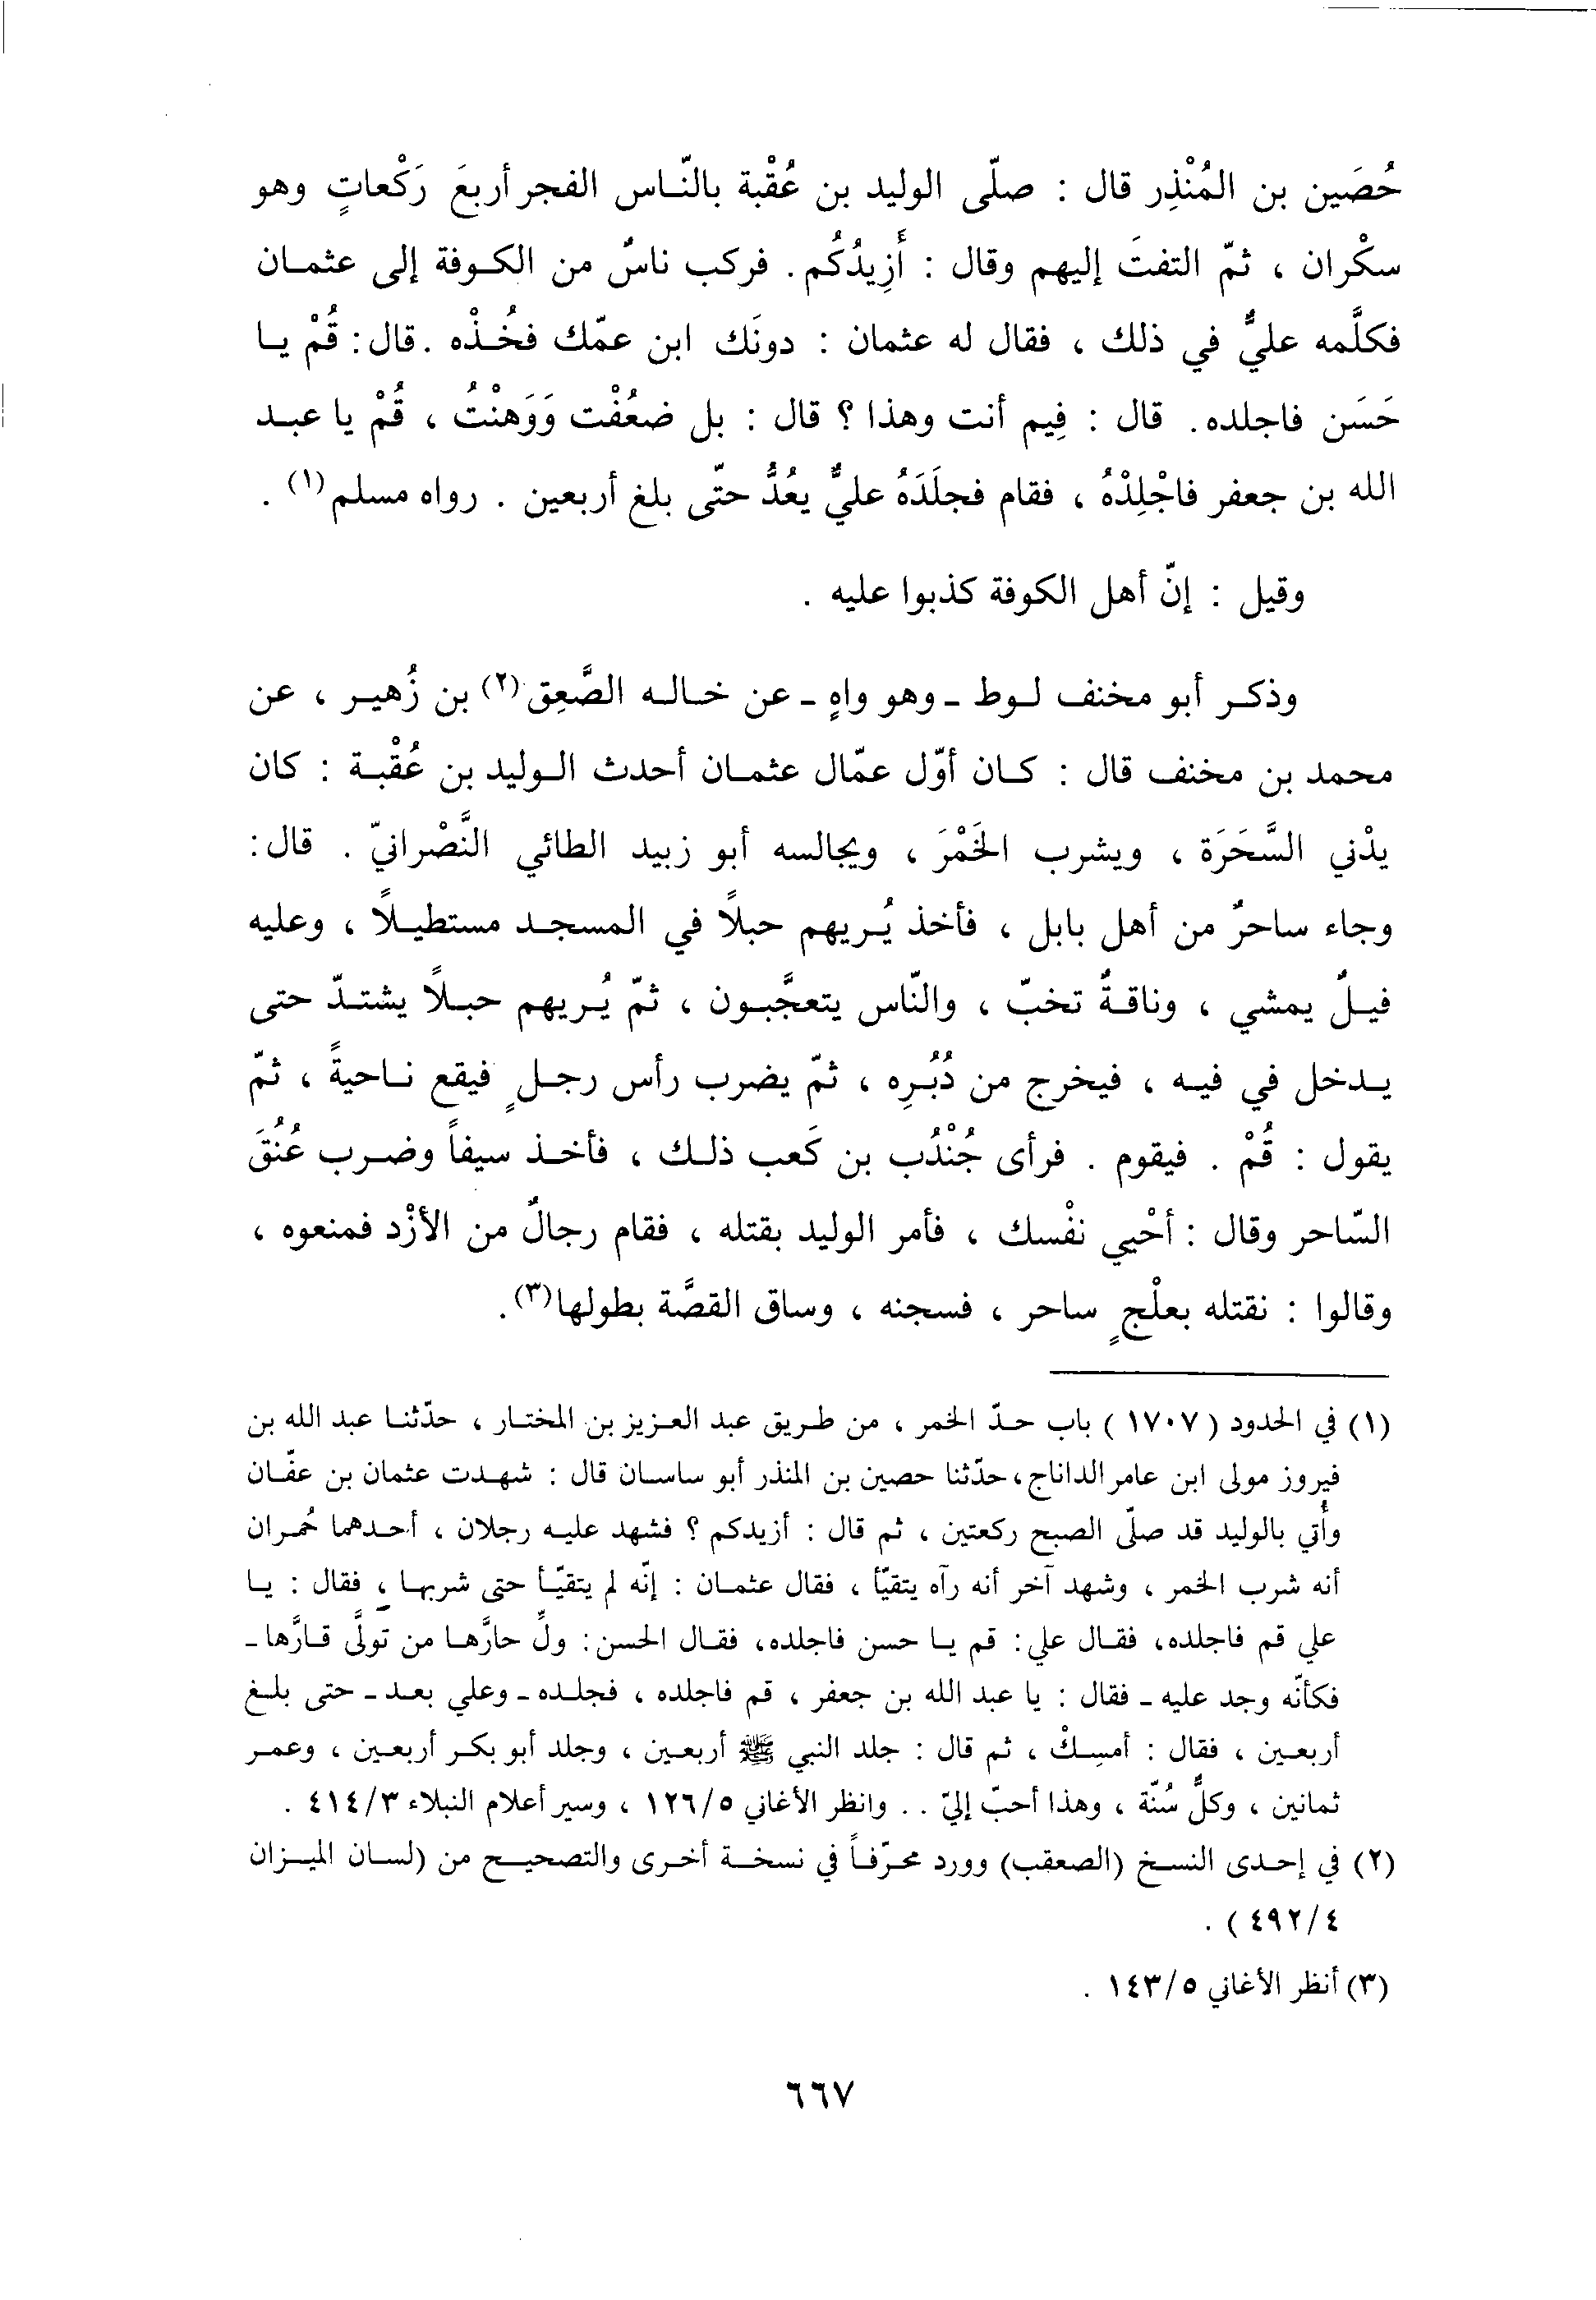 حُصَين بن المُنْذِر قال : صلّى الوليد بن عُقْبة بالنّاس الفجر أربعَ رَكْعاتٍ وهو
سكْران ، ثمّ التفتَ إليهم وقال : أَزِيدُكُم . فركب ناسٌ من الكوفة إلى عثمان
فكلَّمه عليٌّ في ذلك ، فقال له عثمان : دونَك ابن عمّك فخُذْه . قال : قُمْ يا
حَسَن فاجلده . قال : فِيم أنت وهذا ؟ قال : بل ضعُفْت وَوَهنْتُ ، قُمْ يا عبد
الله بن جعفر فاجْلِدْهُ ، فقام فجلَدَهُ عليٌّ يعُدُّ حتّى بلغ أربعين . رواه مسلم(١) .
وقيل : إنّ أهل الكوفة كذبوا عليه .
وذكر أبو مخنف لوط ـ وهو واهٍ ـ عن خاله الصَّعِق(٢) بن زُهير ، عن
محمد بن مخنف قال : كان أوّل عمّال عثمان أحدث الوليد بن عُقْبة : كان
يدْني السَّحَرَة ، ويشرب الخَمْرَ ، ويجالسه أبو زبيد الطائي النَّصْرانيّ . قال :
وجاء ساحرٌ من أهل بابل ، فأخذ يُريهم حبلاً في المسجد مستطيلاً ، وعليه
فيلٌ يمشي ، وناقةٌ تخبّ ، والنّاس يتعجَّبون ، ثمّ يُريهم حبلاً يشتدّ حتى
يدخل في فيه ، فيخرج من دُبُرِه ، ثمّ يضرب رأس رجلٍ فيقع ناحيةً ، ثمّ
يقول : قُمْ . فيقوم . فرأى جُنْدُب بن كَعب ذلك ، فأخذ سيفاً وضرب عُنُقَ
السّاحر وقال : أحْيي نفْسك ، فأمر الوليد بقتله ، فقام رجالٌ من الأزْد فمنعوه ،
وقالوا : نقتله بعلْجٍ ساحر ، فسجنه ، وساق القصَّة بطولها(٣) .
(١) في الحدود (١٧٠٧) باب حدّ الخمر ، من طريق عبد العزيز بن المختار ، حدّثنا عبد الله بن
فيروز مولى ابن عامر الداناج ، حدّثنا حصين بن المنذر أبو ساسان قال : شهدت عثمان بن عفّان
وأُتي بالوليد قد صلّى الصبح ركعتين ، ثم قال : أزيدكم ؟ فشهد عليه رجلان ، أحدهما حُمران
أنه شرب الخمر ، وشهد آخر أنه رآه يتقيّأ ، فقال عثمان : إنّه لم يتقيّأ حتى شربها ، فقال : يا
علي قم فاجلده ، فقال علي : قم يا حسن فاجلده ، فقال الحسن : ولِّ حارَّها من تولَّى قارَّها ـ
فكأنّه وجد عليه ـ فقال : يا عبد الله بن جعفر ، قم فاجلده ، فجلده ـ وعلي بعد ـ حتى بلغ
أربعين ، فقال : أمسِكْ ، ثم قال : جلد النبي ﷺ أربعين ، وجلد أبو بكر أربعين ، وعمر
ثمانين ، وكلٌّ سُنّة ، وهذا أحبّ إليّ . . وانظر الأغاني ١٢٦/٥ ، وسير أعلام النبلاء ٤١٤/٣ .
(٢) في إحدى النسخ (الصعقب) وورد محرّفاً في نسخة أخرى والتصحيح من (لسان الميزان
٤٩٢/٤) .
(٣) أنظر الأغاني ١٤٣/٥ .
٦٦٧